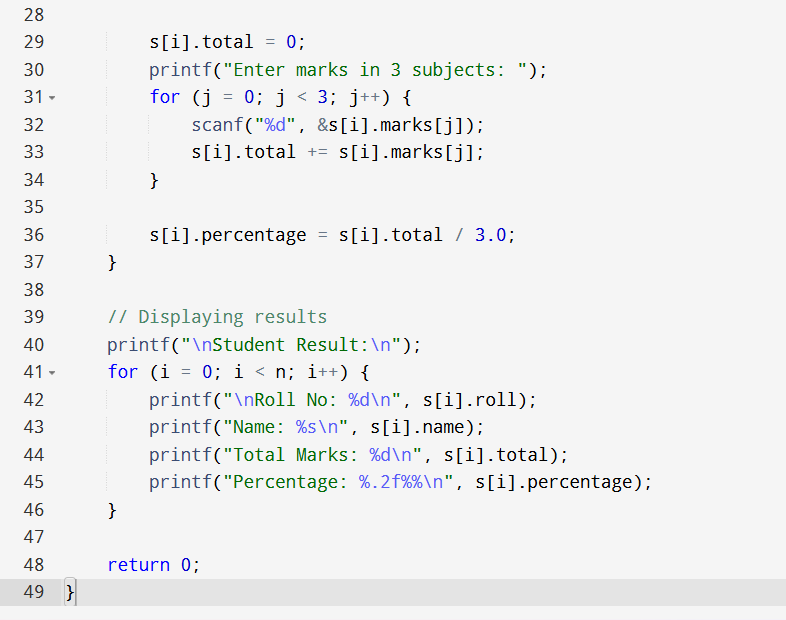 28
29         s[i].total = 0;
30         printf("Enter marks in 3 subjects: ");
31         for (j = 0; j < 3; j++) {
32             scanf("%d", &s[i].marks[j]);
33             s[i].total += s[i].marks[j];
34         }
35
36         s[i].percentage = s[i].total / 3.0;
37     }
38
39     // Displaying results
40     printf("\nStudent Result:\n");
41     for (i = 0; i < n; i++) {
42         printf("\nRoll No: %d\n", s[i].roll);
43         printf("Name: %s\n", s[i].name);
44         printf("Total Marks: %d\n", s[i].total);
45         printf("Percentage: %.2f%%\n", s[i].percentage);
46     }
47
48     return 0;
49 }